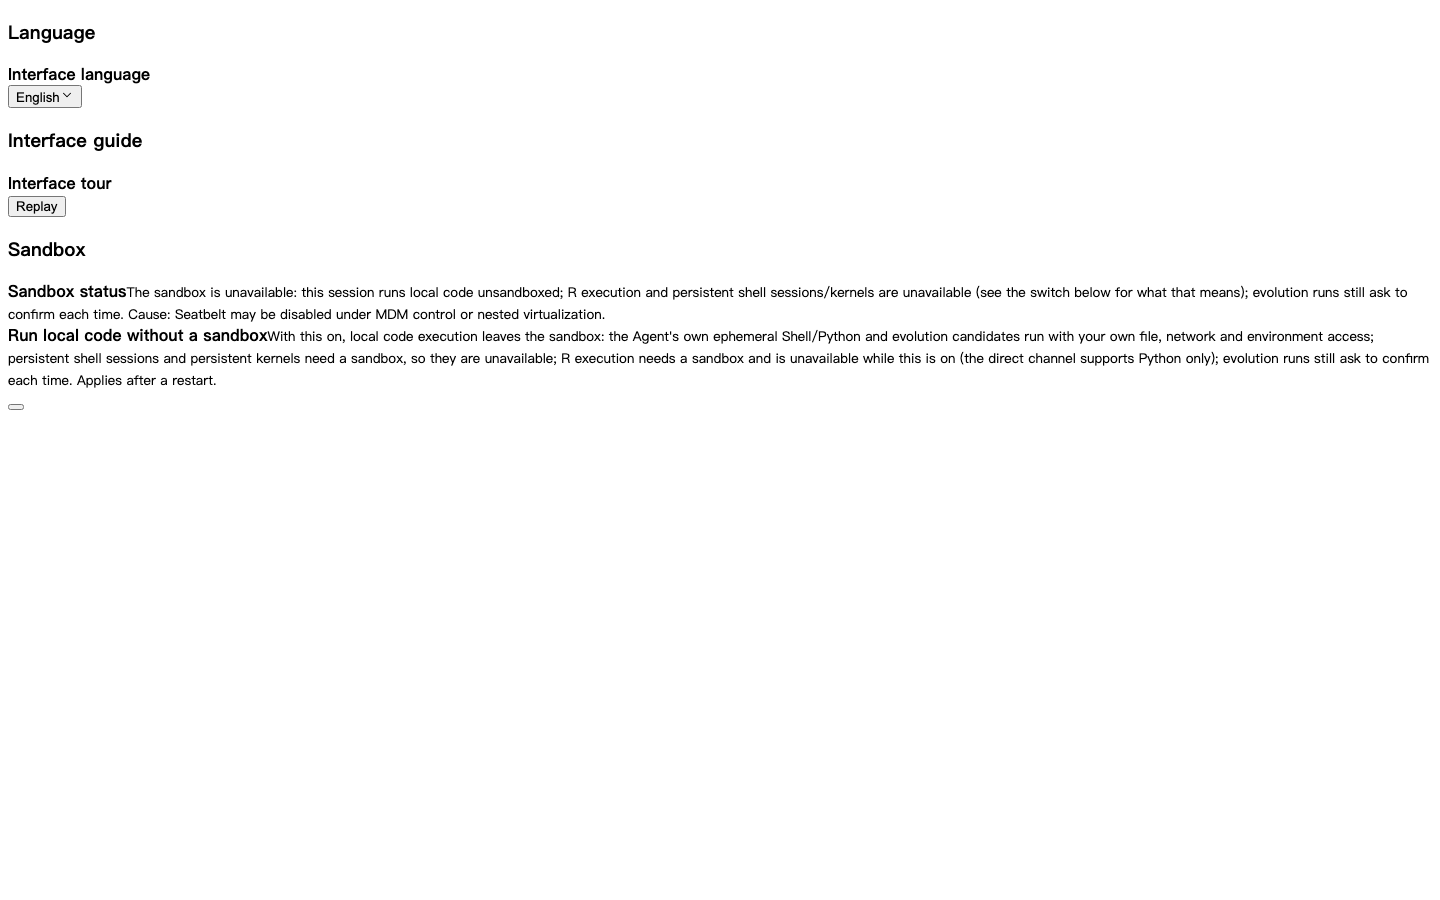 Language
Interface language
English
Interface guide
Interface tour
Replay
Sandbox
Sandbox statusThe sandbox is unavailable: this session runs local code unsandboxed; R execution and persistent shell sessions/kernels are unavailable (see the switch below for what that means); evolution runs still ask to
confirm each time. Cause: Seatbelt may be disabled under MDM control or nested virtualization.
Run local code without a sandboxWith this on, local code execution leaves the sandbox: the Agent's own ephemeral Shell/Python and evolution candidates run with your own file, network and environment access;
persistent shell sessions and persistent kernels need a sandbox, so they are unavailable; R execution needs a sandbox and is unavailable while this is on (the direct channel supports Python only); evolution runs still ask to confirm
each time. Applies after a restart.